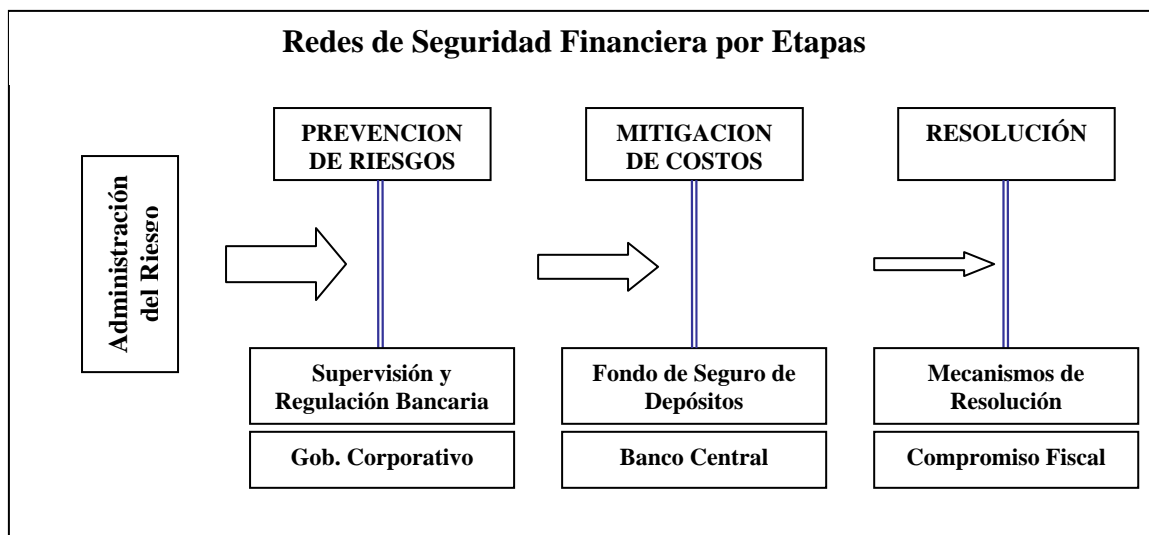 Redes de Seguridad Financiera por Etapas
Administración
del Riesgo
PREVENCION
DE RIESGOS
MITIGACION
DE COSTOS
RESOLUCIÓN
Supervisión y
Regulación Bancaria
Fondo de Seguro de
Depósitos
Mecanismos de
Resolución
Gob. Corporativo
Banco Central
Compromiso Fiscal